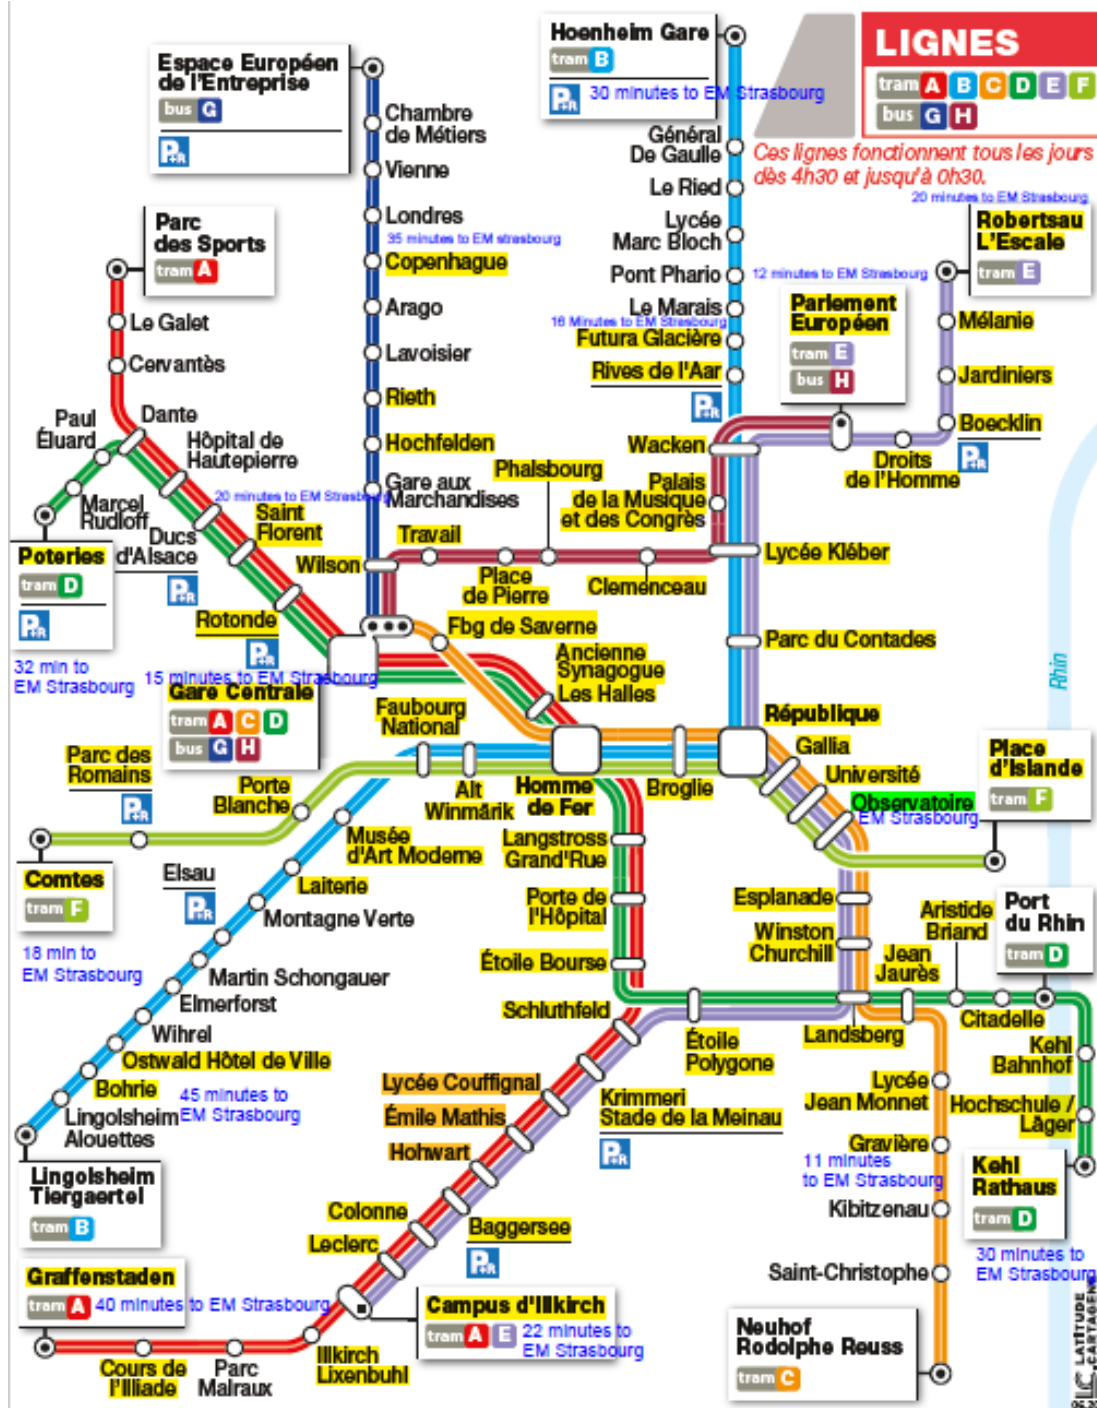 Hoenheim Gare
tram B
P+R 30 minutes to EM Strasbourg
LIGNES
tram A B C D E F
bus G H
Ces lignes fonctionnent tous les jours
dès 4h30 et jusqu'à 0h30.
Espace Européen
de l'Entreprise
bus G
P+R
Chambre
de Métiers
Vienne
Londres
35 minutes to EM strasbourg
Copenhague
Arago
Lavoisier
Rieth
Hochfelden
Gare aux
Marchandises
Wilson
Général
De Gaulle
Le Ried
Lycée
Marc Bloch
Pont Phario
Le Marais
16 Minutes to EM Strasbourg
Futura Glacière
Rives de l'Aar
P+R
Wacken
Palais
de la Musique
et des Congrès
20 minutes to EM Strasbourg
Robertsau
L'Escale
tram E
Mélanie
Jardiniers
Boecklin
P+R
Droits
de l'Homme
12 minutes to EM Strasbourg
Parlement
Européen
tram E
bus H
Parc
des Sports
tram A
Le Galet
Cervantès
Dante
Paul
Éluard
Hôpital de
Hautepierre
Marcel
Rudloff
Ducs
d'Alsace
P+R
20 minutes to EM Strasbourg
Saint
Florent
Poteries
tram D
P+R
32 min to
EM Strasbourg
Rotonde
P+R
15 minutes to EM Strasbourg
Gare Centrale
tram A C D
bus G H
Travail
Phalsbourg
Place
de Pierre
Clemenceau
Lycée Kléber
Parc du Contades
Fbg de Saverne
Ancienne
Synagogue
Les Halles
Faubourg
National
République
Gallia
Université
Observatoire
EM Strasbourg
Place
d'Islande
tram F
Rhin
Parc des
Romains
P+R
Porte
Blanche
Alt
Winmärik
Homme
de Fer
Broglie
Comtes
tram F
18 min to
EM Strasbourg
Musée
d'Art Moderne
Elsau
P+R
Laiterie
Montagne Verte
Martin Schongauer
Elmerforst
Wihrel
Ostwald Hôtel de Ville
Bohrie
45 minutes to
EM Strasbourg
Lingolsheim
Alouettes
Lingolsheim
Tiergaertel
tram B
Langstross
Grand'Rue
Porte de
l'Hôpital
Étoile Bourse
Schluthfeld
Esplanade
Winston
Churchill
Aristide
Briand
Jean
Jaurès
Port
du Rhin
tram D
Landsberg
Citadelle
Étoile
Polygone
Kehl
Bahnhof
Hochschule /
Läger
Kehl
Rathaus
tram D
30 minutes to
EM Strasbourg
Lycée
Jean Monnet
Gravière
11 minutes
to EM Strasbourg
Kibitzenau
Saint-Christophe
Neuhof
Rodolphe Reuss
tram C
Krimmeri
Stade de la Meinau
P+R
Lycée Couffignal
Émile Mathis
Hohwart
Baggersee
P+R
Colonne
Leclerc
Campus d'Illkirch
tram A E 22 minutes to
EM Strasbourg
Graffenstaden
tram A 40 minutes to EM Strasbourg
Cours de
l'Illiade
Parc
Malraux
Illkirch
Lixenbuhl
LATITUDE
CARTAGENE